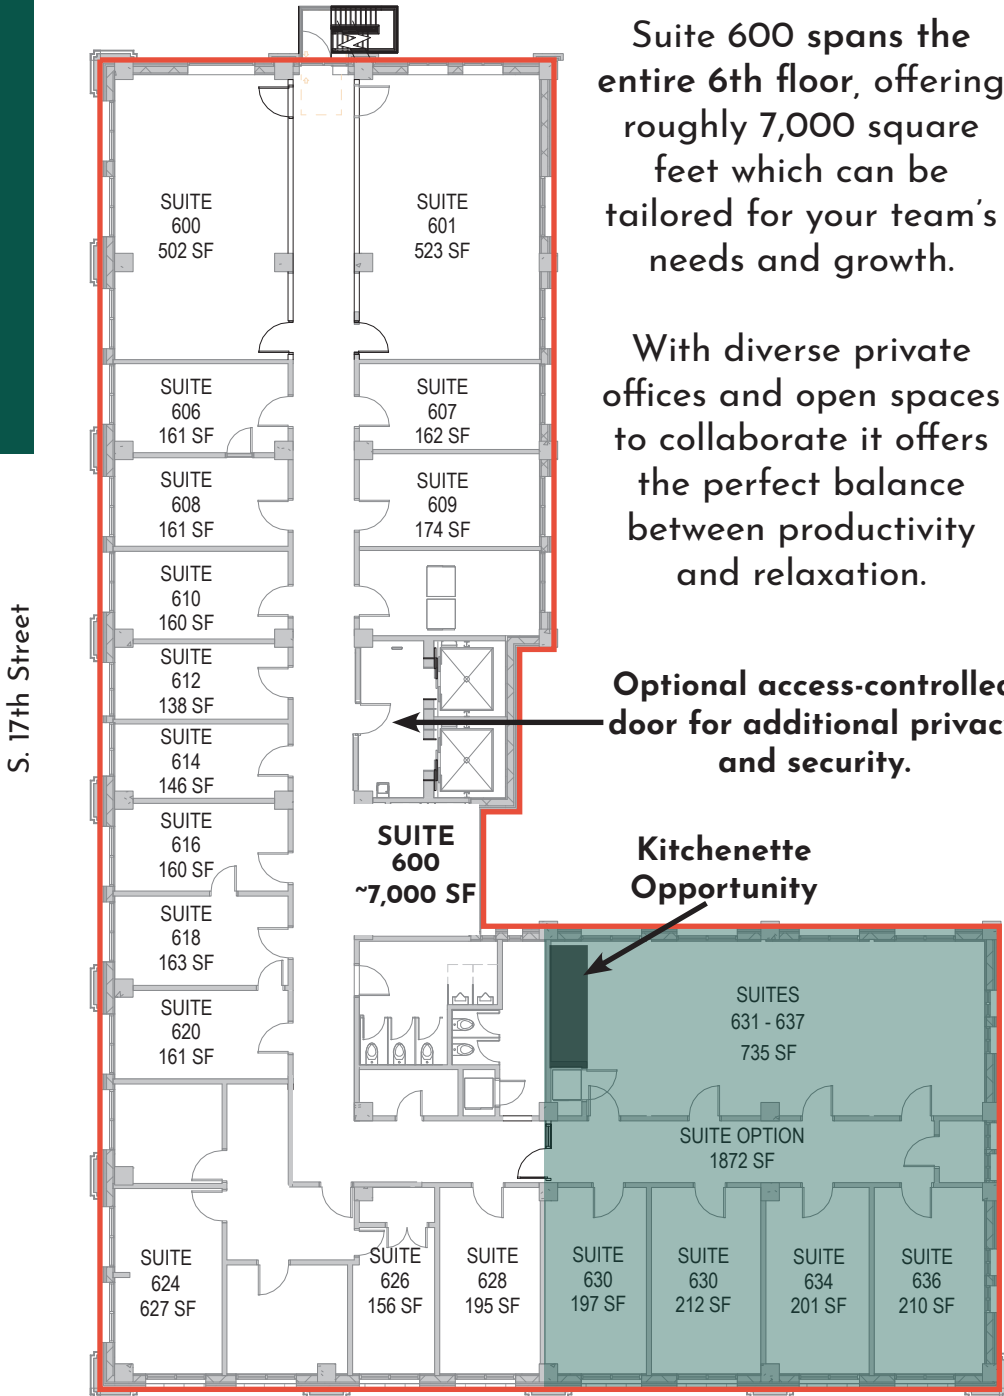 Suite 600 spans the
entire 6th floor, offering
roughly 7,000 square
feet which can be
tailored for your team's
needs and growth.
With diverse private
offices and open spaces
to collaborate it offers
the perfect balance
between productivity
and relaxation.
Optional access-controlled
door for additional privac
and security.
Kitchenette
Opportunity
S. 17th Street
SUITE
600
502 SF
SUITE
601
523 SF
SUITE
606
161 SF
SUITE
607
162 SF
SUITE
608
161 SF
SUITE
609
174 SF
SUITE
610
160 SF
SUITE
612
138 SF
SUITE
614
146 SF
SUITE
616
160 SF
SUITE
600
~7,000 SF
SUITE
618
163 SF
SUITE
620
161 SF
SUITES
631 - 637
735 SF
SUITE OPTION
1872 SF
SUITE
624
627 SF
SUITE
626
156 SF
SUITE
628
195 SF
SUITE
630
197 SF
SUITE
630
212 SF
SUITE
634
201 SF
SUITE
636
210 SF